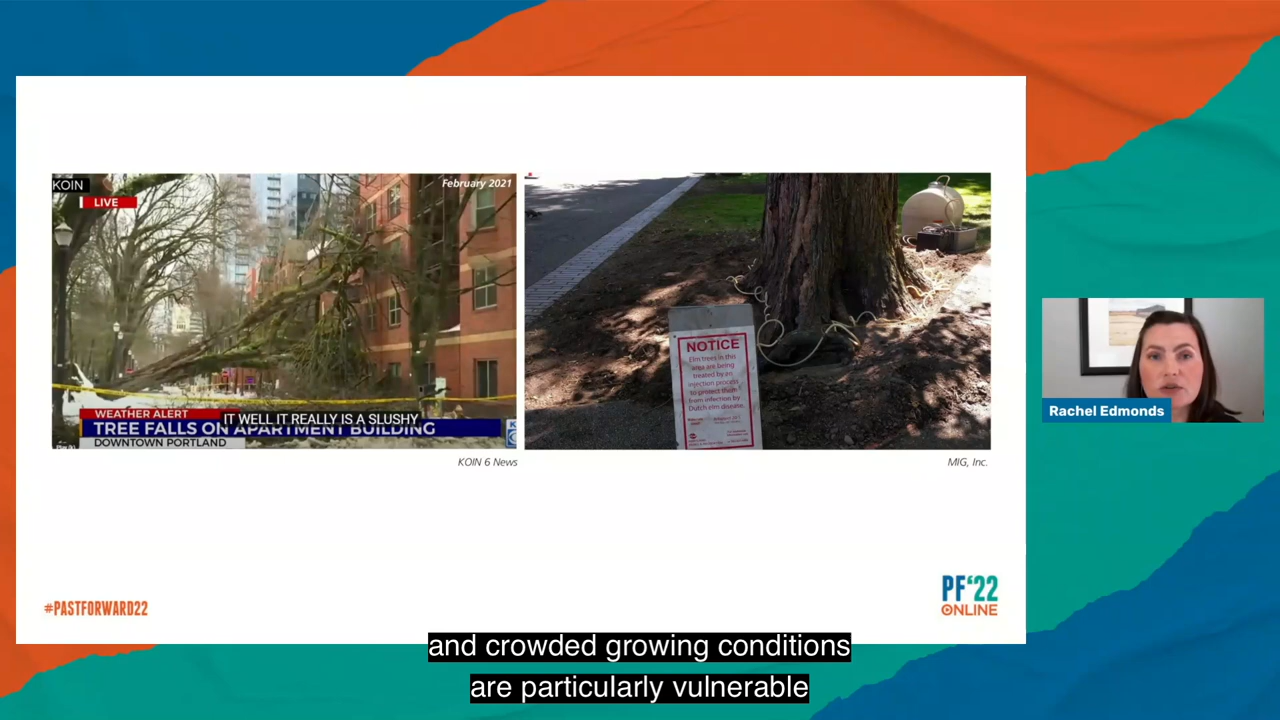 KOIN
LIVE
February 2021
WEATHER ALERT
IT WELL IT REALLY IS A SLUSHY
TREE FALLS ON APARTMENT BUILDING
DOWNTOWN PORTLAND
KOIN 6 News
NOTICE
Elm trees in this
area are being
treated by an
injection process
to protect them
from infection by
Dutch elm disease.
MIG, Inc.
Rachel Edmonds
#PASTFORWARD22
PF'22
ONLINE
and crowded growing conditions
are particularly vulnerable